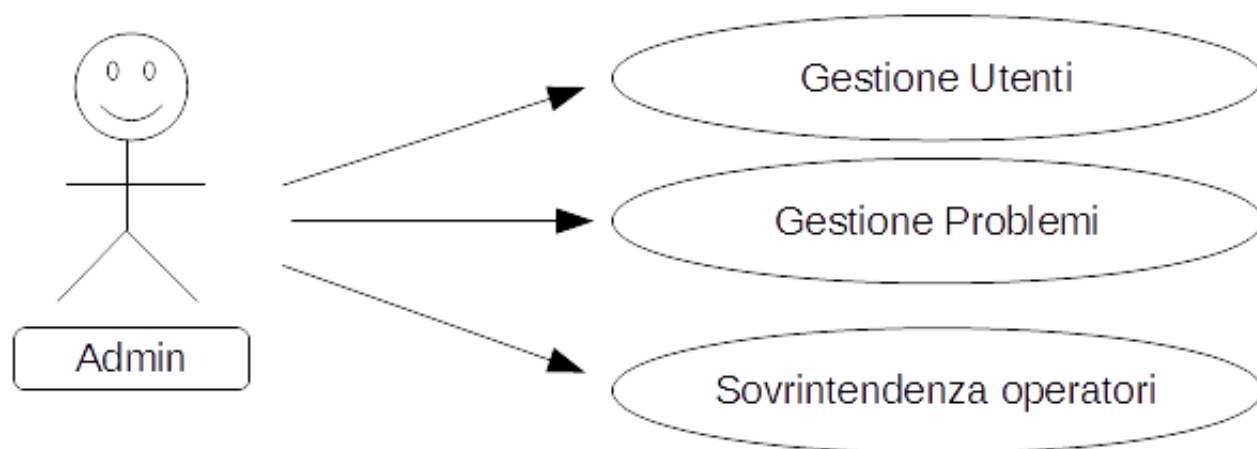 Gestione Utenti
Gestione Problemi
Admin
Sovrintendenza operatori